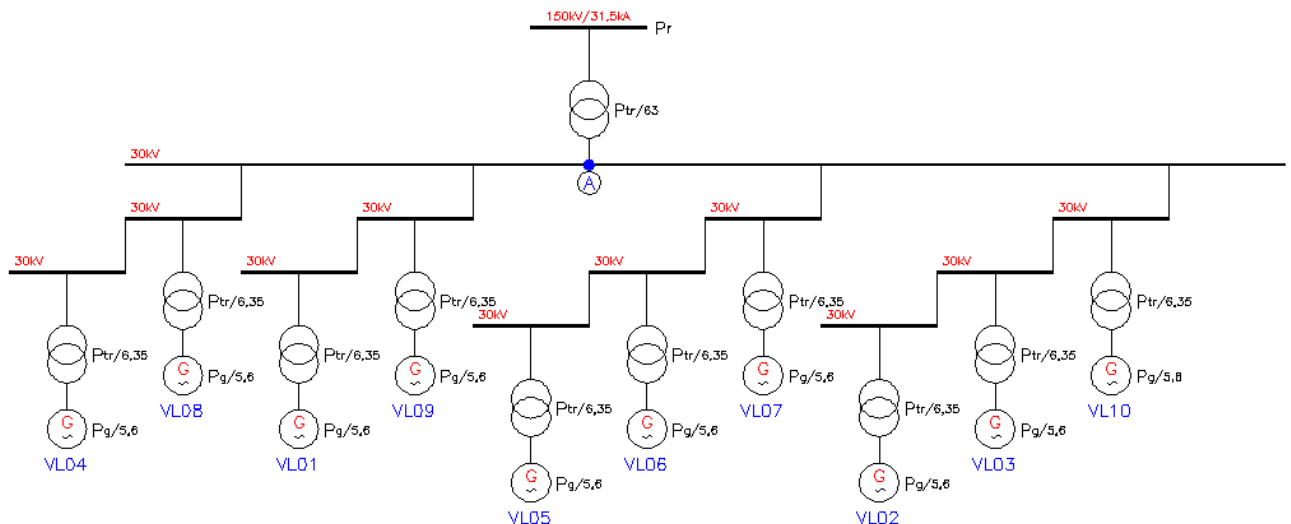 150kV/31,5kA
Pr
Ptr/63
30kV
A
30kV
30kV
30kV
30kV
30kV
30kV
30kV
30kV
30kV
30kV
Ptr/6,35
Ptr/6,35
Ptr/6,35
Ptr/6,35
30kV
30kV
Ptr/6,35
Ptr/6,35
Ptr/6,35
Ptr/6,35
G
~
Pg/5,6
G
~
Pg/5,6
G
~
Pg/5,6
G
~
Pg/5,8
VL08
VL09
VL07
VL10
Ptr/6,35
Ptr/6,35
G
~
Pg/5,6
G
~
Pg/5,6
G
~
Pg/5,6
G
~
Pg/5,6
VL04
VL01
VL06
VL03
G
~
Pg/5,6
G
~
Pg/5,6
VL05
VL02